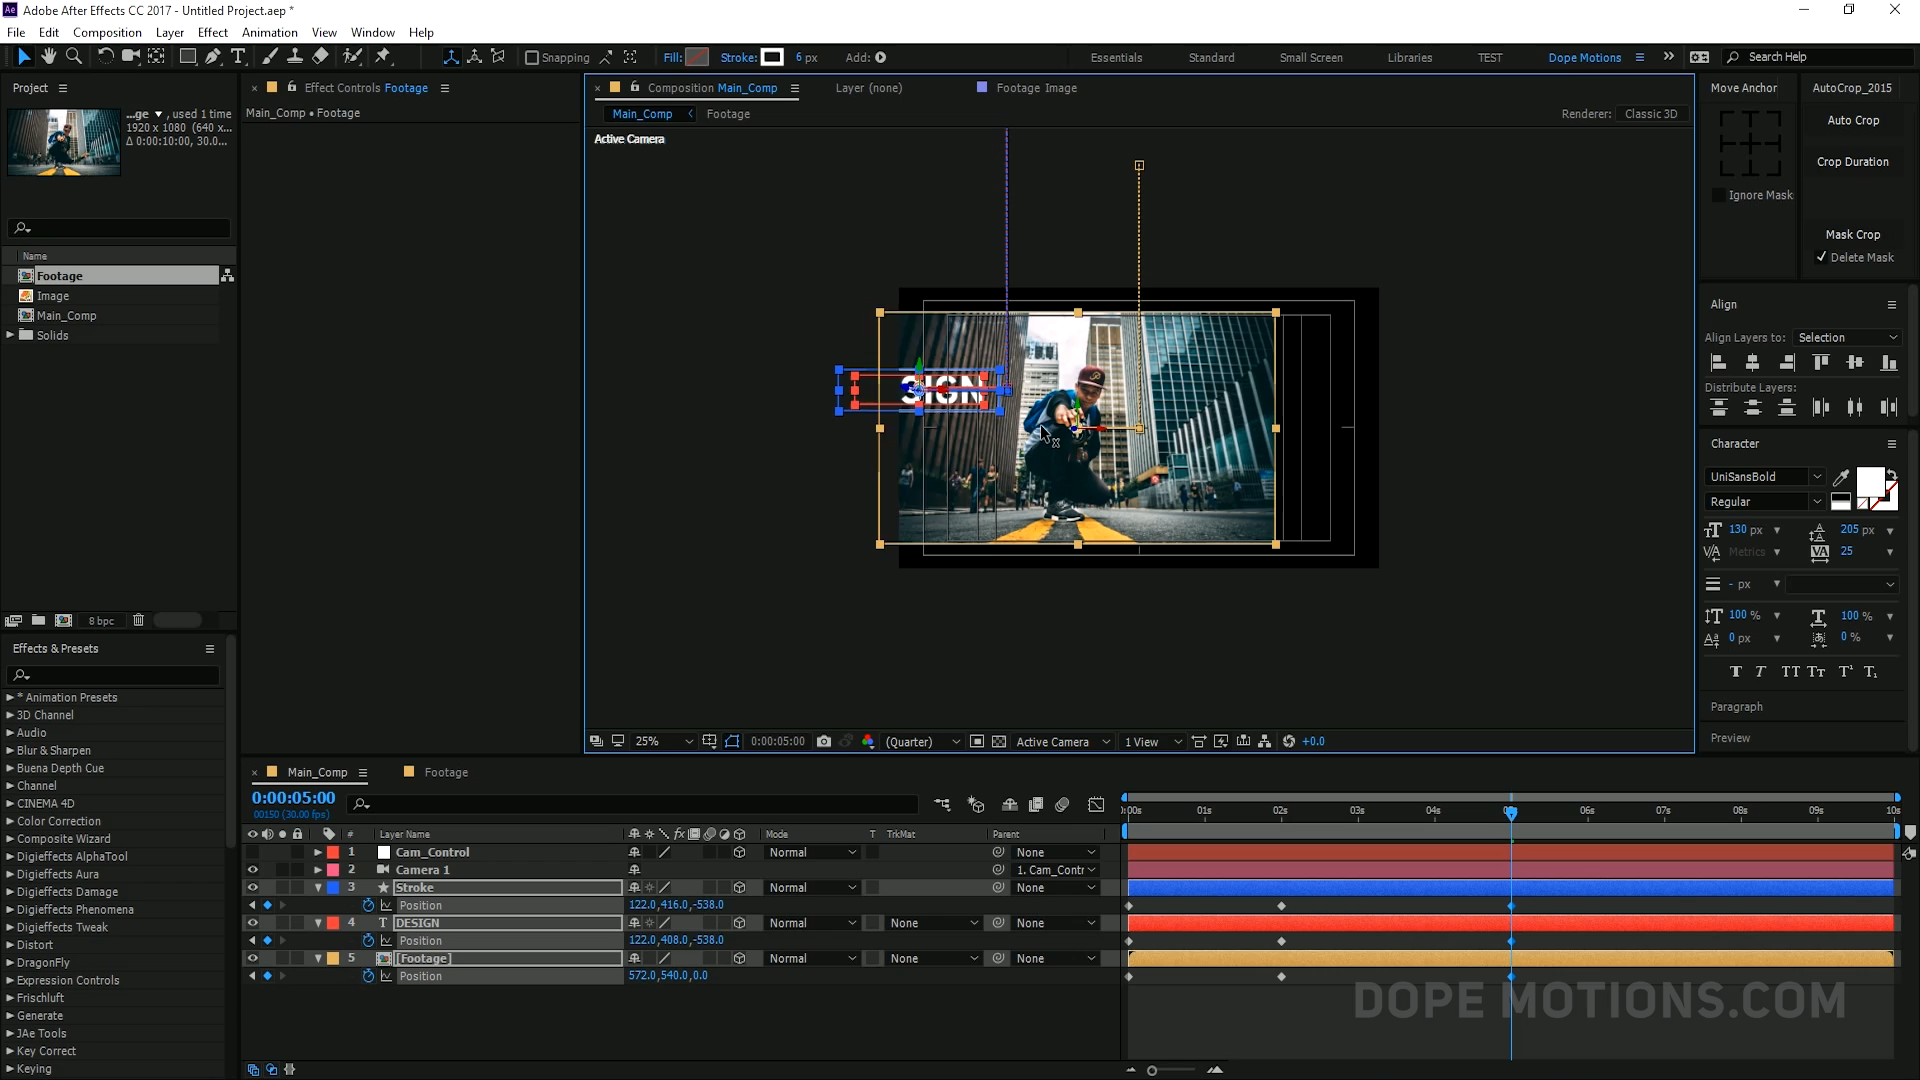 Adobe After Effects CC 2017 - Untitled Project.aep *
File Edit Composition Layer Effect Animation View Window Help
Snapping Fill: Stroke: 6 px Add: Essentials Standard Small Screen Libraries TEST Dope Motions Search Help
Project
...ge ▼ , used 1 time
1920 x 1080 (640 x...
Δ 0:00:10:00, 30.0...
Name
Footage
Image
Main_Comp
Solids
8 bpc
Effects & Presets
* Animation Presets
3D Channel
Audio
Blur & Sharpen
Buena Depth Cue
Channel
CINEMA 4D
Color Correction
Composite Wizard
Digieffects AlphaTool
Digieffects Aura
Digieffects Damage
Digieffects Phenomena
Digieffects Tweak
Distort
DragonFly
Expression Controls
Frischluft
Generate
JAe Tools
Key Correct
Keying
Effect Controls Footage
Main_Comp • Footage
Composition Main_Comp Layer (none) Footage Image
Main_Comp Footage Renderer: Classic 3D
Active Camera
SIGN
25% 0:00:05:00 (Quarter) Active Camera 1 View +0.0
Move Anchor
Ignore Mask
AutoCrop_2015
Auto Crop
Crop Duration
Mask Crop
Delete Mask
Align
Align Layers to: Selection
Distribute Layers:
Character
UniSansBold
Regular
130 px 205 px
Metrics 25
- px
100 % 100 %
0 px 0 %
T T TT Tт T¹ T₁
Paragraph
Preview
Main_Comp Footage
0:00:05:00
00150 (30.00 fps)
# Layer Name Mode T TrkMat Parent
1 Cam_Control Normal None
2 Camera 1 1. Cam_Contr
3 Stroke Normal None
Position 122.0,416.0,-538.0
4 DESIGN Normal None None
Position 122.0,408.0,-538.0
5 [Footage] Normal None None
Position 572.0,540.0,0.0
:00s 01s 02s 03s 04s 06s 07s 08s 09s 10s
DOPE MOTIONS.COM